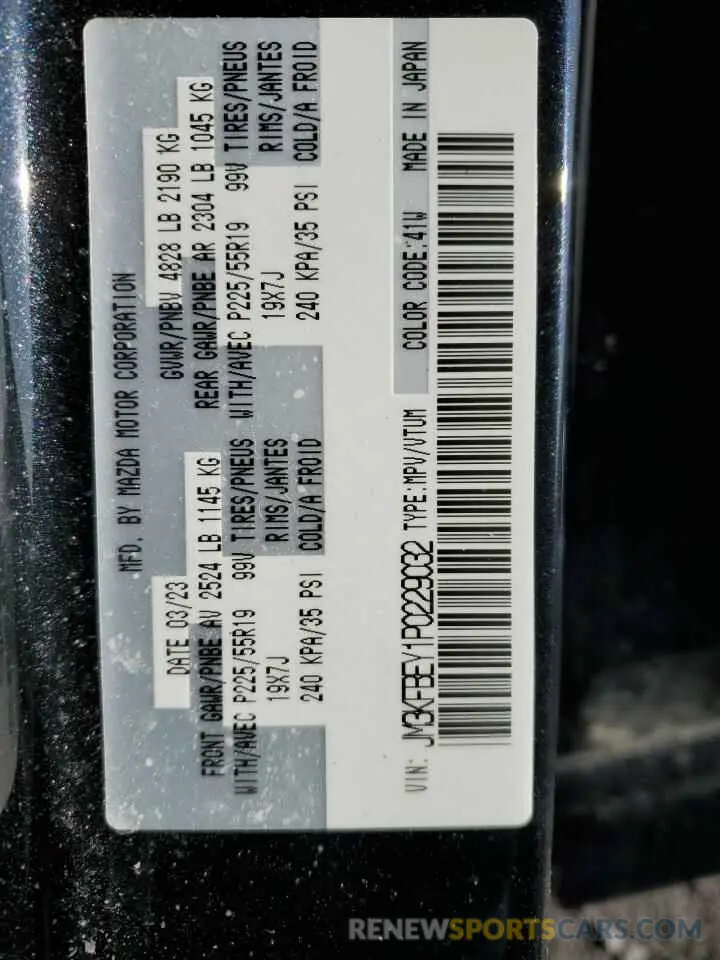 MFD. BY MAZDA MOTOR CORPORATION
DATE 03/23 GVWR/PNBV 4828 LB 2190 KG
FRONT GAWR/PNBE AV 2524 LB 1145 KG REAR GAWR/PNBE AR 2304 LB 1045 KG
WITH/AVEC P225/55R19 99V TIRES/PNEUS WITH/AVEC P225/55R19 99V TIRES/PNEUS
19X7J RIMS/JANTES 19X7J RIMS/JANTES
240 KPA/35 PSI COLD/A FROID 240 KPA/35 PSI COLD/A FROID
VIN: JM3KFBEY1P0229032 TYPE:MPV/VTUM COLOR CODE:41W MADE IN JAPAN
RENEWSPORTSCARS.COM